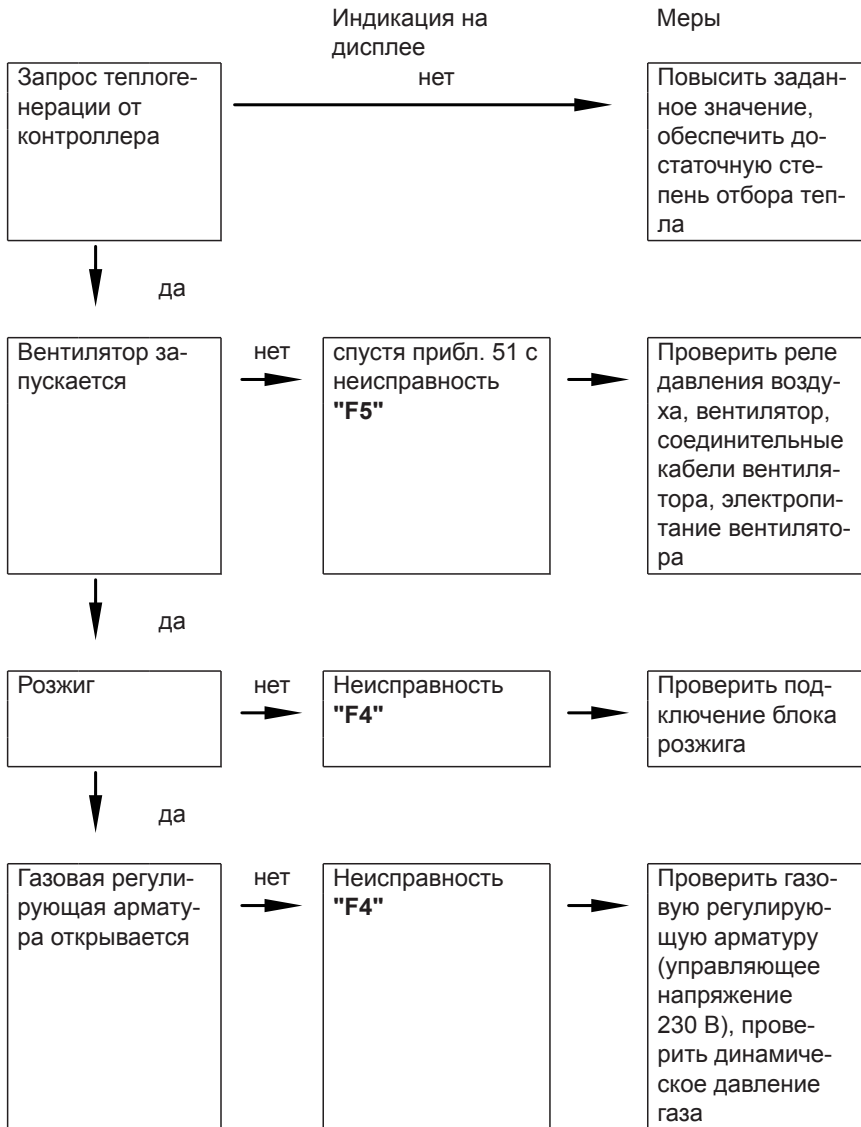 Индикация на
дисплее
Меры
Запрос теплоге-
нерации от
контроллера
нет
Повысить задан-
ное значение,
обеспечить до-
статочную сте-
пень отбора теп-
ла
да
Вентилятор за-
пускается
нет
спустя прибл. 51 с
неисправность
"F5"
Проверить реле
давления возду-
ха, вентилятор,
соединительные
кабели вентиля-
тора, электропи-
тание вентилято-
ра
да
Розжиг
нет
Неисправность
"F4"
Проверить под-
ключение блока
розжига
да
Газовая регули-
рующая армату-
ра открывается
нет
Неисправность
"F4"
Проверить газо-
вую регулирую-
щую арматуру
(управляющее
напряжение
230 В), прове-
рить динамиче-
ское давление
газа